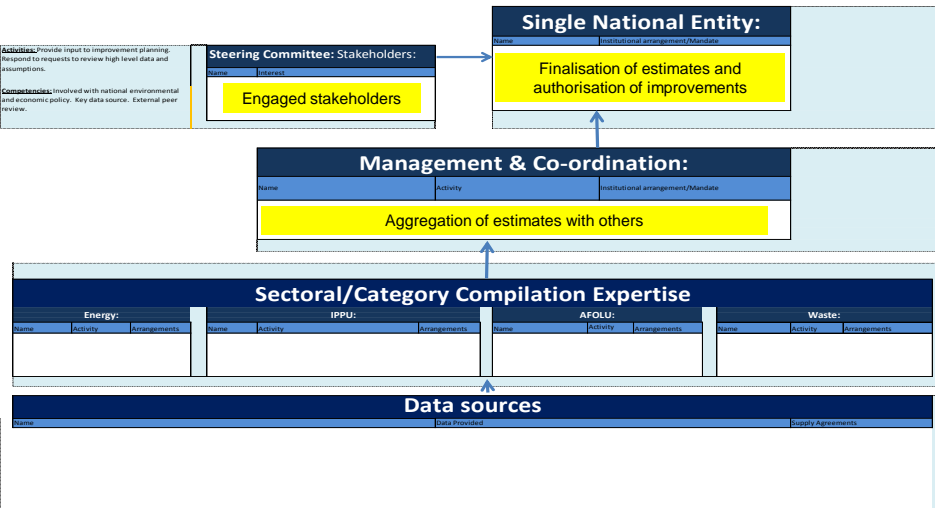 Single National Entity:
Name Institutional arrangement/Mandate
Finalisation of estimates and
authorisation of improvements
Activities: Provide input to improvement planning.
Respond to requests to review high level data and
assumptions.
Competencies: Involved with national environmental
and economic policy. Key data source. External peer
review.
Steering Committee: Stakeholders:
Name Interest
Engaged stakeholders
Management & Co-ordination:
Name Activity Institutional arrangement/Mandate
Aggregation of estimates with others
Sectoral/Category Compilation Expertise
Energy: IPPU: AFOLU: Waste:
Name Activity Arrangements Name Activity Arrangements Name Activity Arrangements Name Activity Arrangements
Data sources
Name Data Provided Supply Agreements